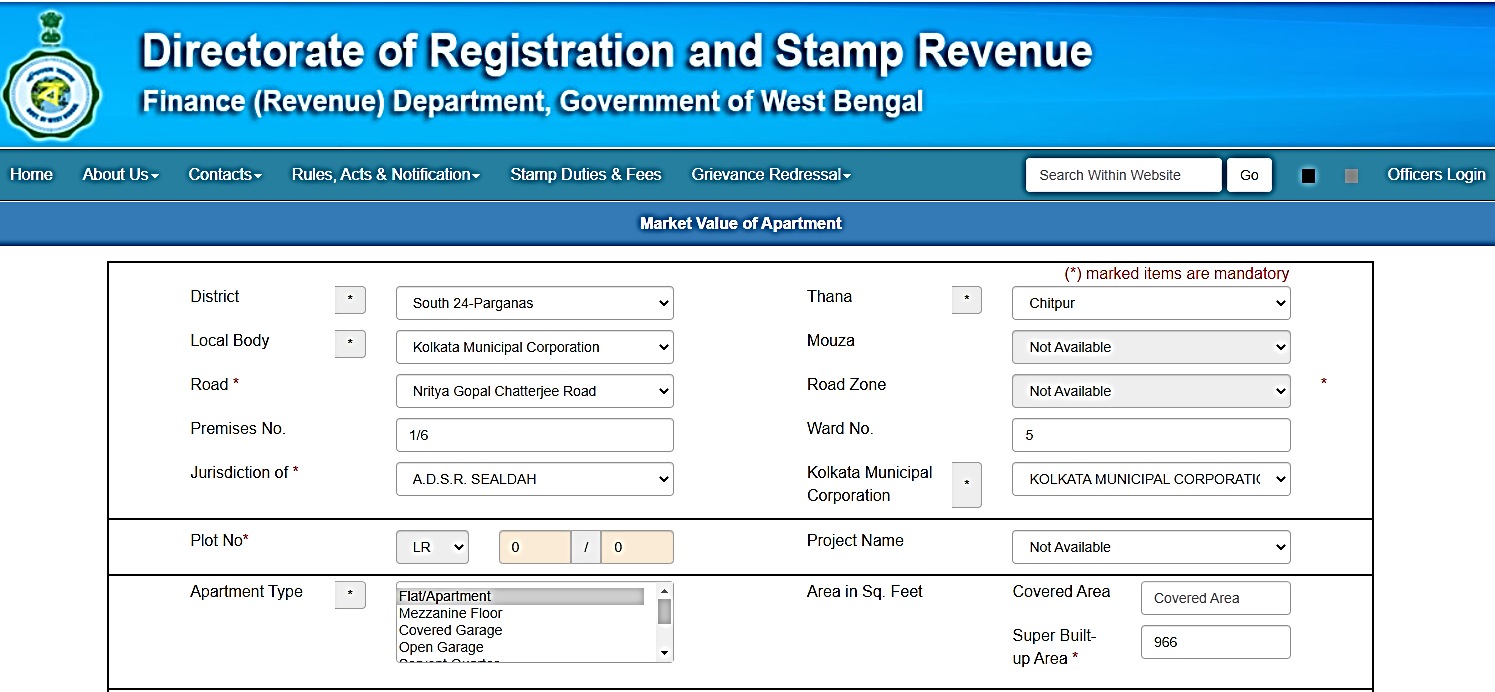 Directorate of Registration and Stamp Revenue
Finance (Revenue) Department, Government of West Bengal
Home About Us Contacts Rules, Acts & Notification Stamp Duties & Fees Grievance Redressal Search Within Website Go Officers Login
Market Value of Apartment
(*) marked items are mandatory
District * South 24-Parganas Thana * Chitpur
Local Body * Kolkata Municipal Corporation Mouza Not Available
Road * Nritya Gopal Chatterjee Road Road Zone Not Available *
Premises No. 1/6 Ward No. 5
Jurisdiction of * A.D.S.R. SEALDAH Kolkata Municipal * KOLKATA MUNICIPAL CORPORATIO
Corporation
Plot No* LR 0 / 0 Project Name Not Available
Apartment Type * Flat/Apartment Area in Sq. Feet Covered Area Covered Area
Mezzanine Floor
Covered Garage
Open Garage Super Built-
up Area * 966